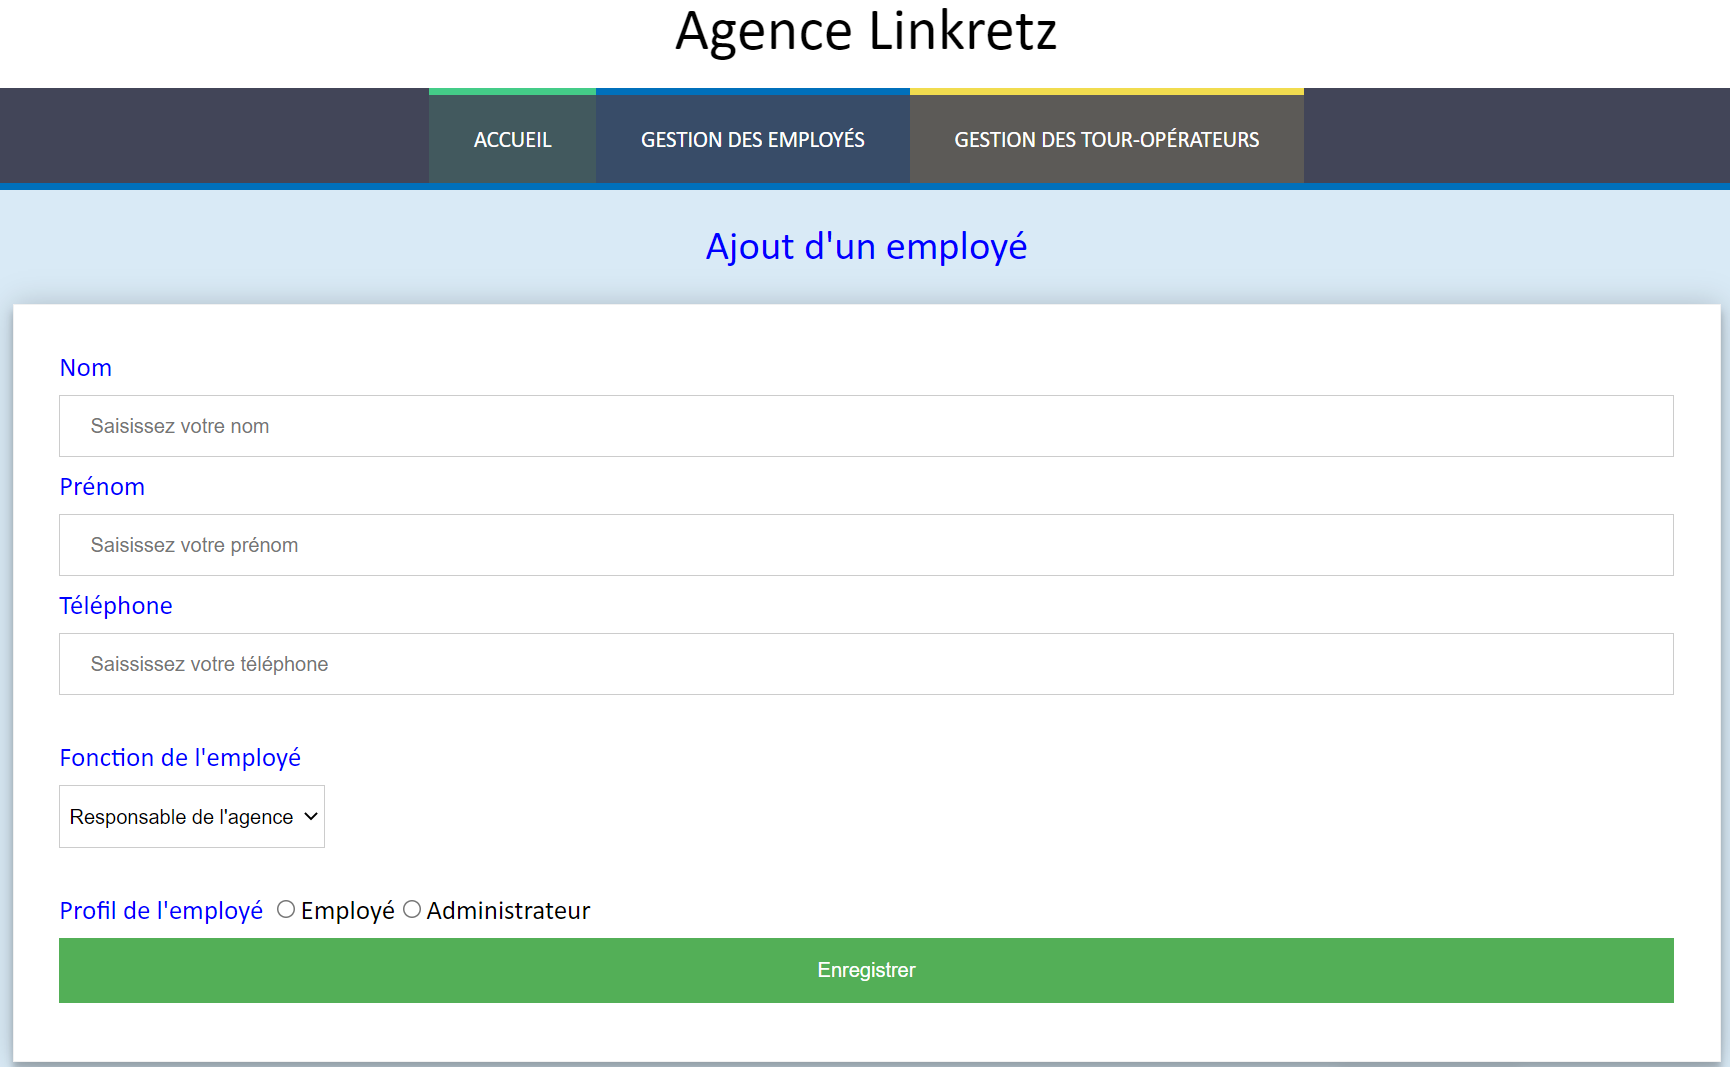 Agence Linkretz
ACCUEIL GESTION DES EMPLOYÉS GESTION DES TOUR-OPÉRATEURS
Ajout d'un employé
Nom
Saisissez votre nom
Prénom
Saisissez votre prénom
Téléphone
Saississez votre téléphone
Fonction de l'employé
Responsable de l'agence
Profil de l'employé Employé Administrateur
Enregistrer